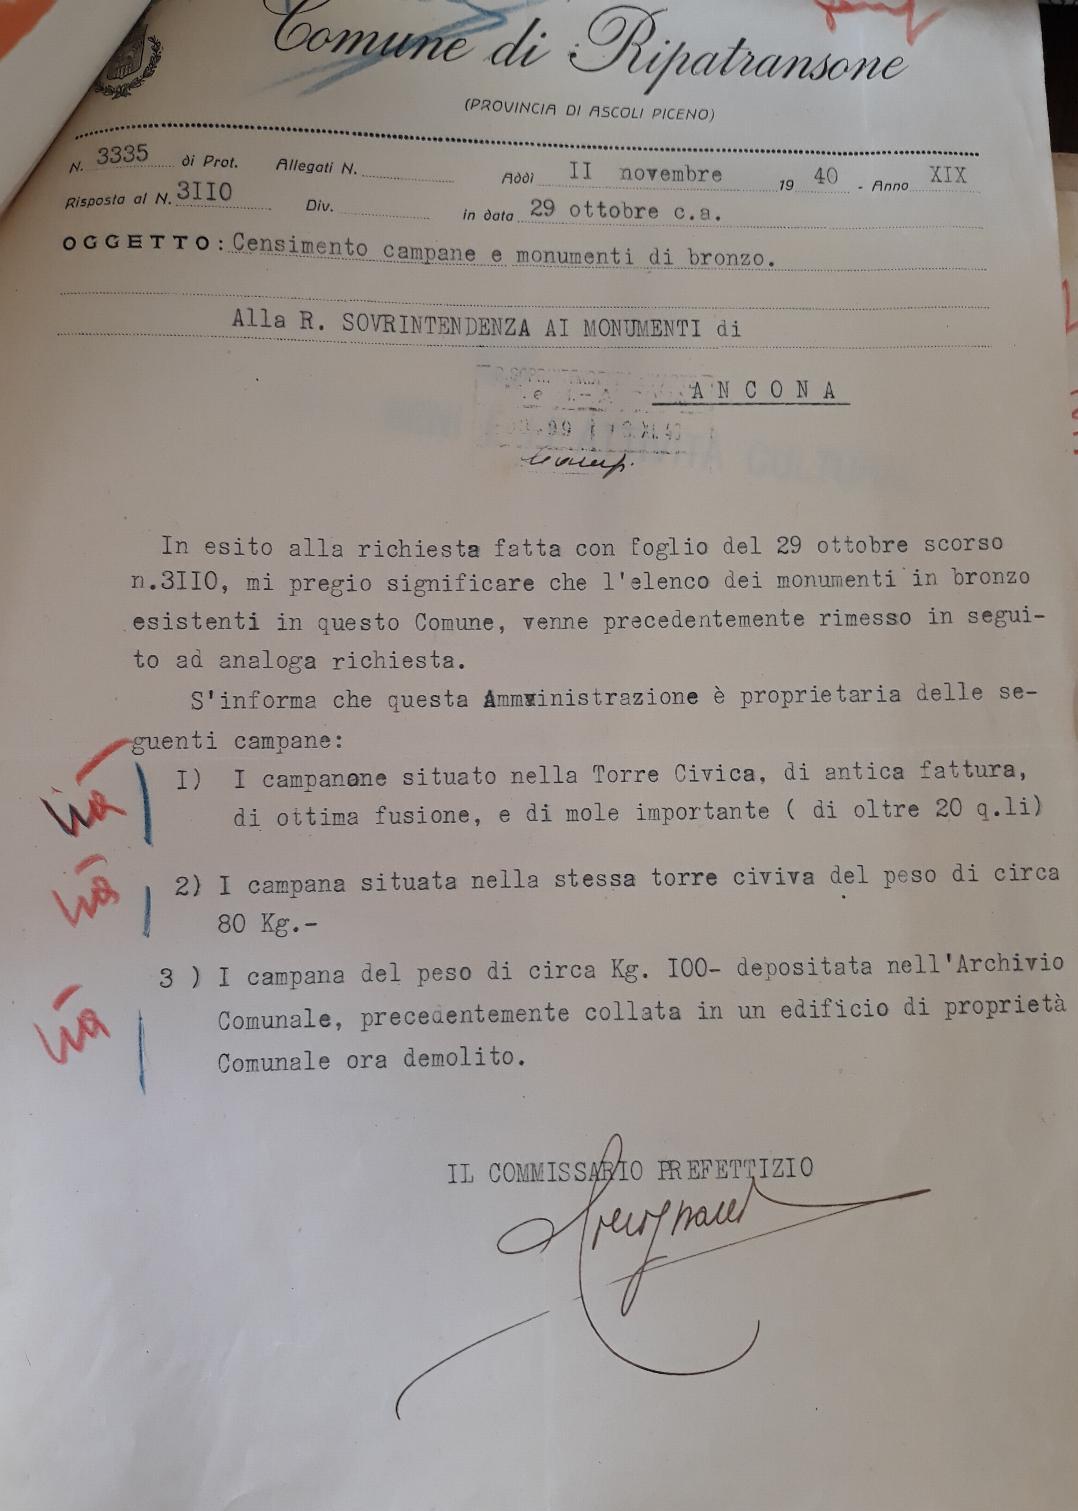 Comune di Ripatransone
(PROVINCIA DI ASCOLI PICENO)
N. 3335 di Prot. Allegati N. Addì II novembre 19 40 - Anno XIX
Risposta al N. 3IIO Div. in data 29 ottobre c.a.
OGGETTO: Censimento campane e monumenti di bronzo.
Alla R. SOVRINTENDENZA AI MONUMENTI di
ANCONA
In esito alla richiesta fatta con foglio del 29 ottobre scorso
n.3IIO, mi pregio significare che l'elenco dei monumenti in bronzo
esistenti in questo Comune, venne precedentemente rimesso in segui-
to ad analoga richiesta.
S'informa che questa Ammxinistrazione è proprietaria delle se-
guenti campane:
I) I campanone situato nella Torre Civica, di antica fattura,
di ottima fusione, e di mole importante ( di oltre 20 q.li)
2) I campana situata nella stessa torre civiva del peso di circa
80 Kg.-
3 ) I campana del peso di circa Kg. IOO- depositata nell'Archivio
Comunale, precedentemente collata in un edificio di proprietà
Comunale ora demolito.
IL COMMISSARIO PREFETTIZIO